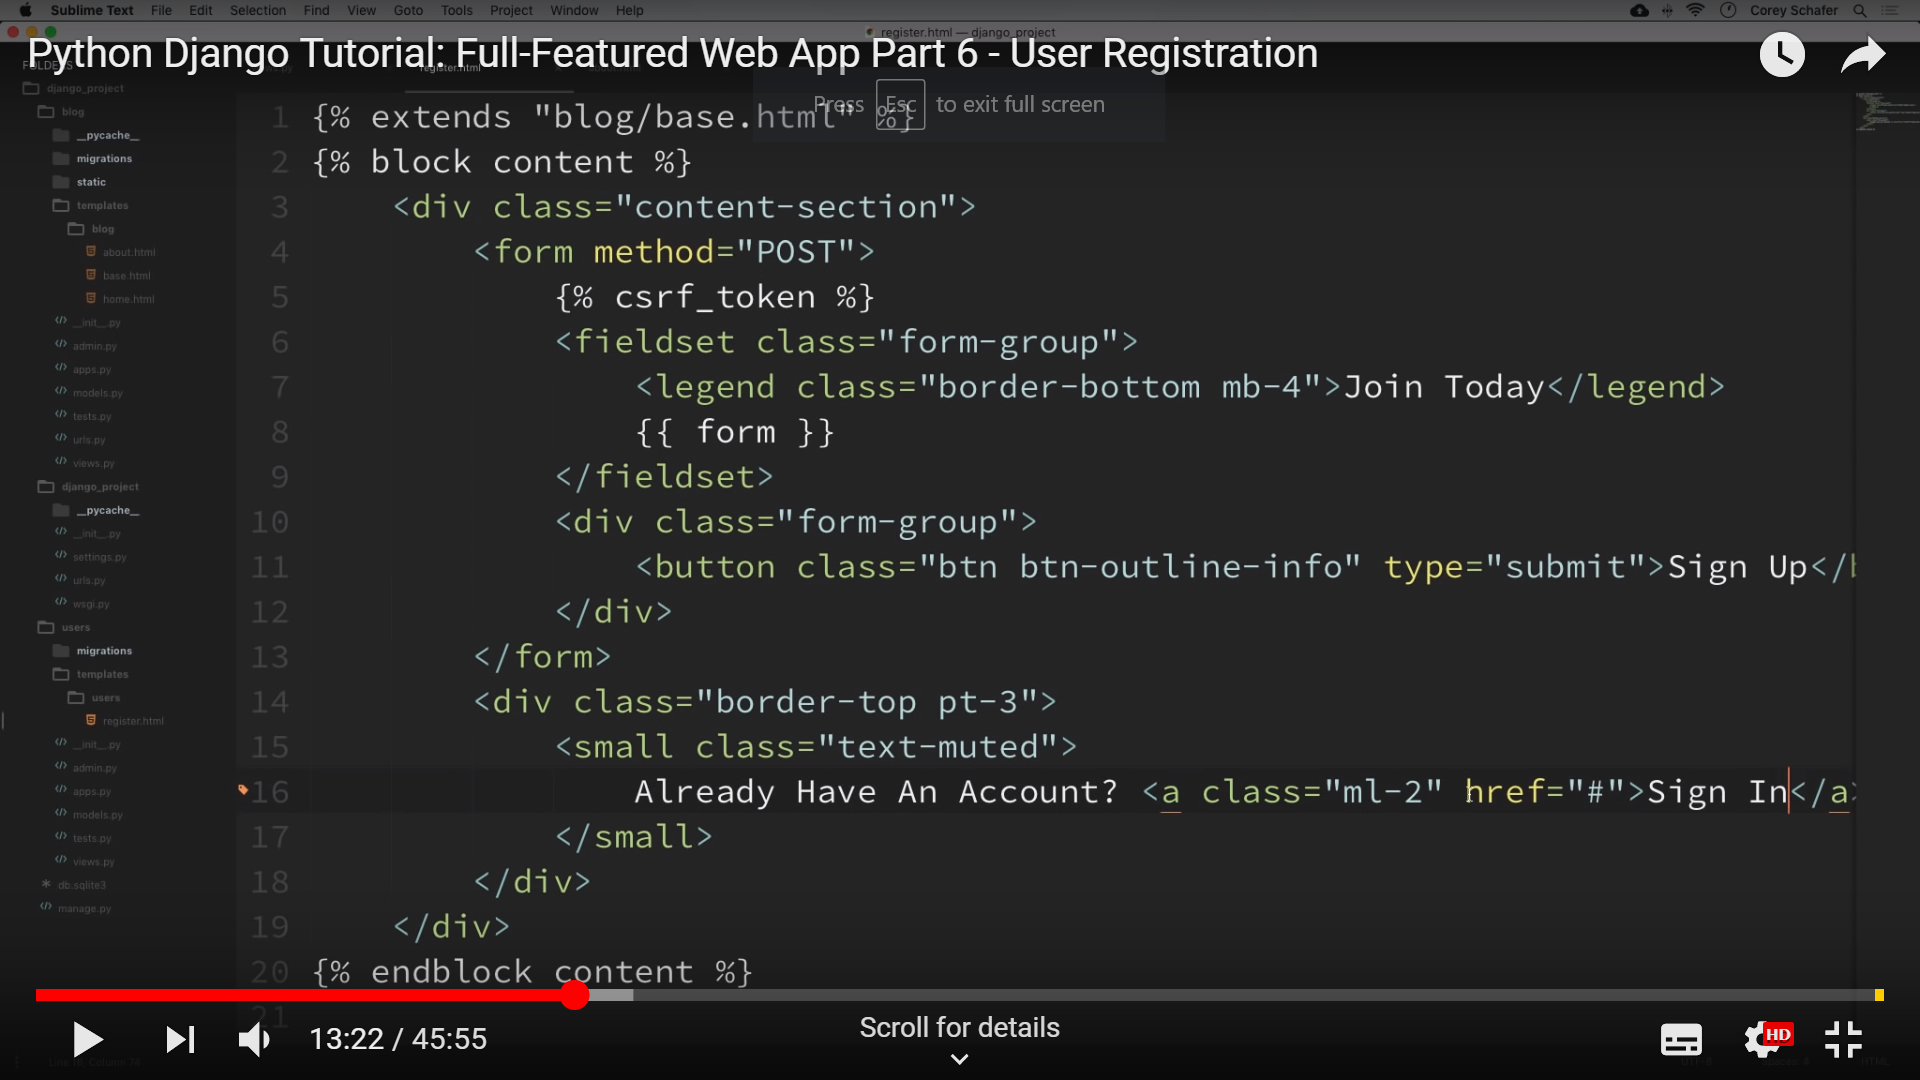 Sublime Text File Edit Selection Find View Goto Tools Project Window Help Corey Schafer
register.html — django_project
Python Django Tutorial: Full-Featured Web App Part 6 - User Registration
FOLDERS
register.html
Press Esc to exit full screen
django_project
blog
__pycache__
migrations
static
templates
blog
about.html
base.html
home.html
__init__.py
admin.py
apps.py
models.py
tests.py
urls.py
views.py
django_project
__pycache__
__init__.py
settings.py
urls.py
wsgi.py
users
migrations
templates
users
register.html
__init__.py
admin.py
apps.py
models.py
tests.py
views.py
db.sqlite3
manage.py
1 {% extends "blog/base.html" %}
2 {% block content %}
3 <div class="content-section">
4 <form method="POST">
5 {% csrf_token %}
6 <fieldset class="form-group">
7 <legend class="border-bottom mb-4">Join Today</legend>
8 {{ form }}
9 </fieldset>
10 <div class="form-group">
11 <button class="btn btn-outline-info" type="submit">Sign Up</b
12 </div>
13 </form>
14 <div class="border-top pt-3">
15 <small class="text-muted">
16 Already Have An Account? <a class="ml-2" href="#">Sign In</a>
17 </small>
18 </div>
19 </div>
20 {% endblock content %}
21
13:22 / 45:55
Scroll for details
HD